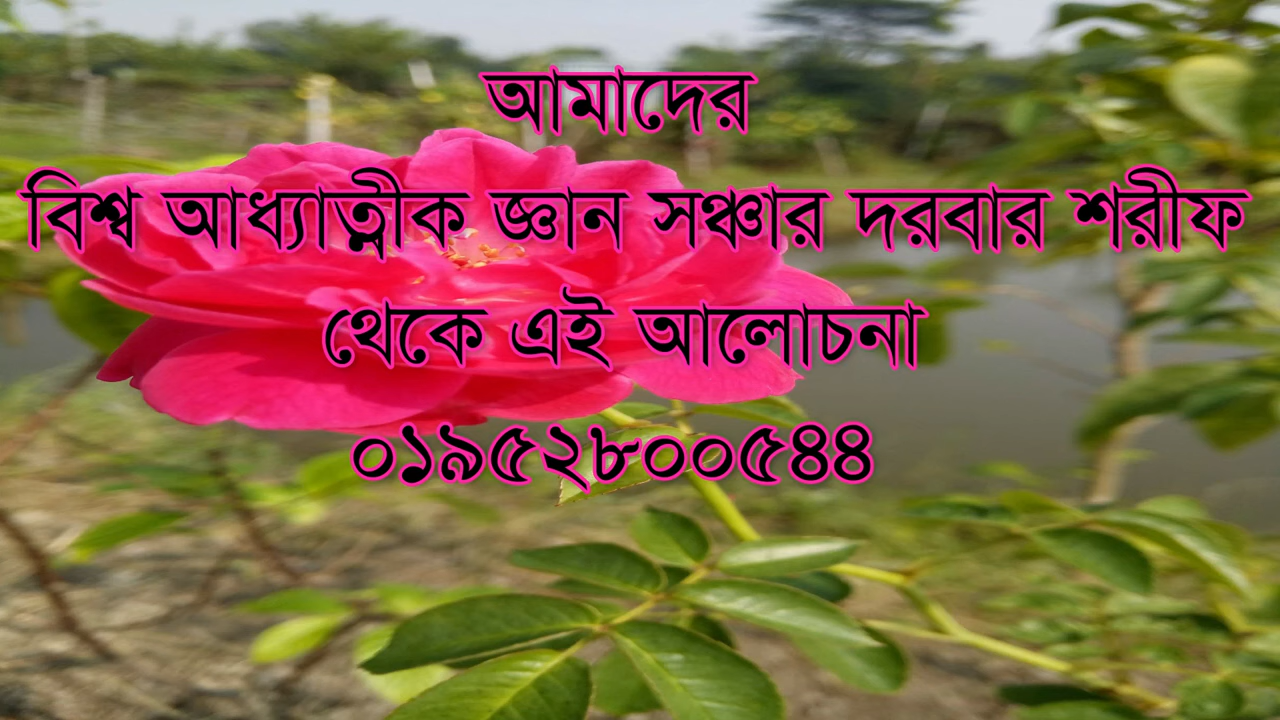 আমাদের
বিশ্ব আধ্যাত্নীক জ্ঞান সঞ্চার দরবার শরীফ
থেকে এই আলোচনা
০১৯৫২৮০০৫৪৪